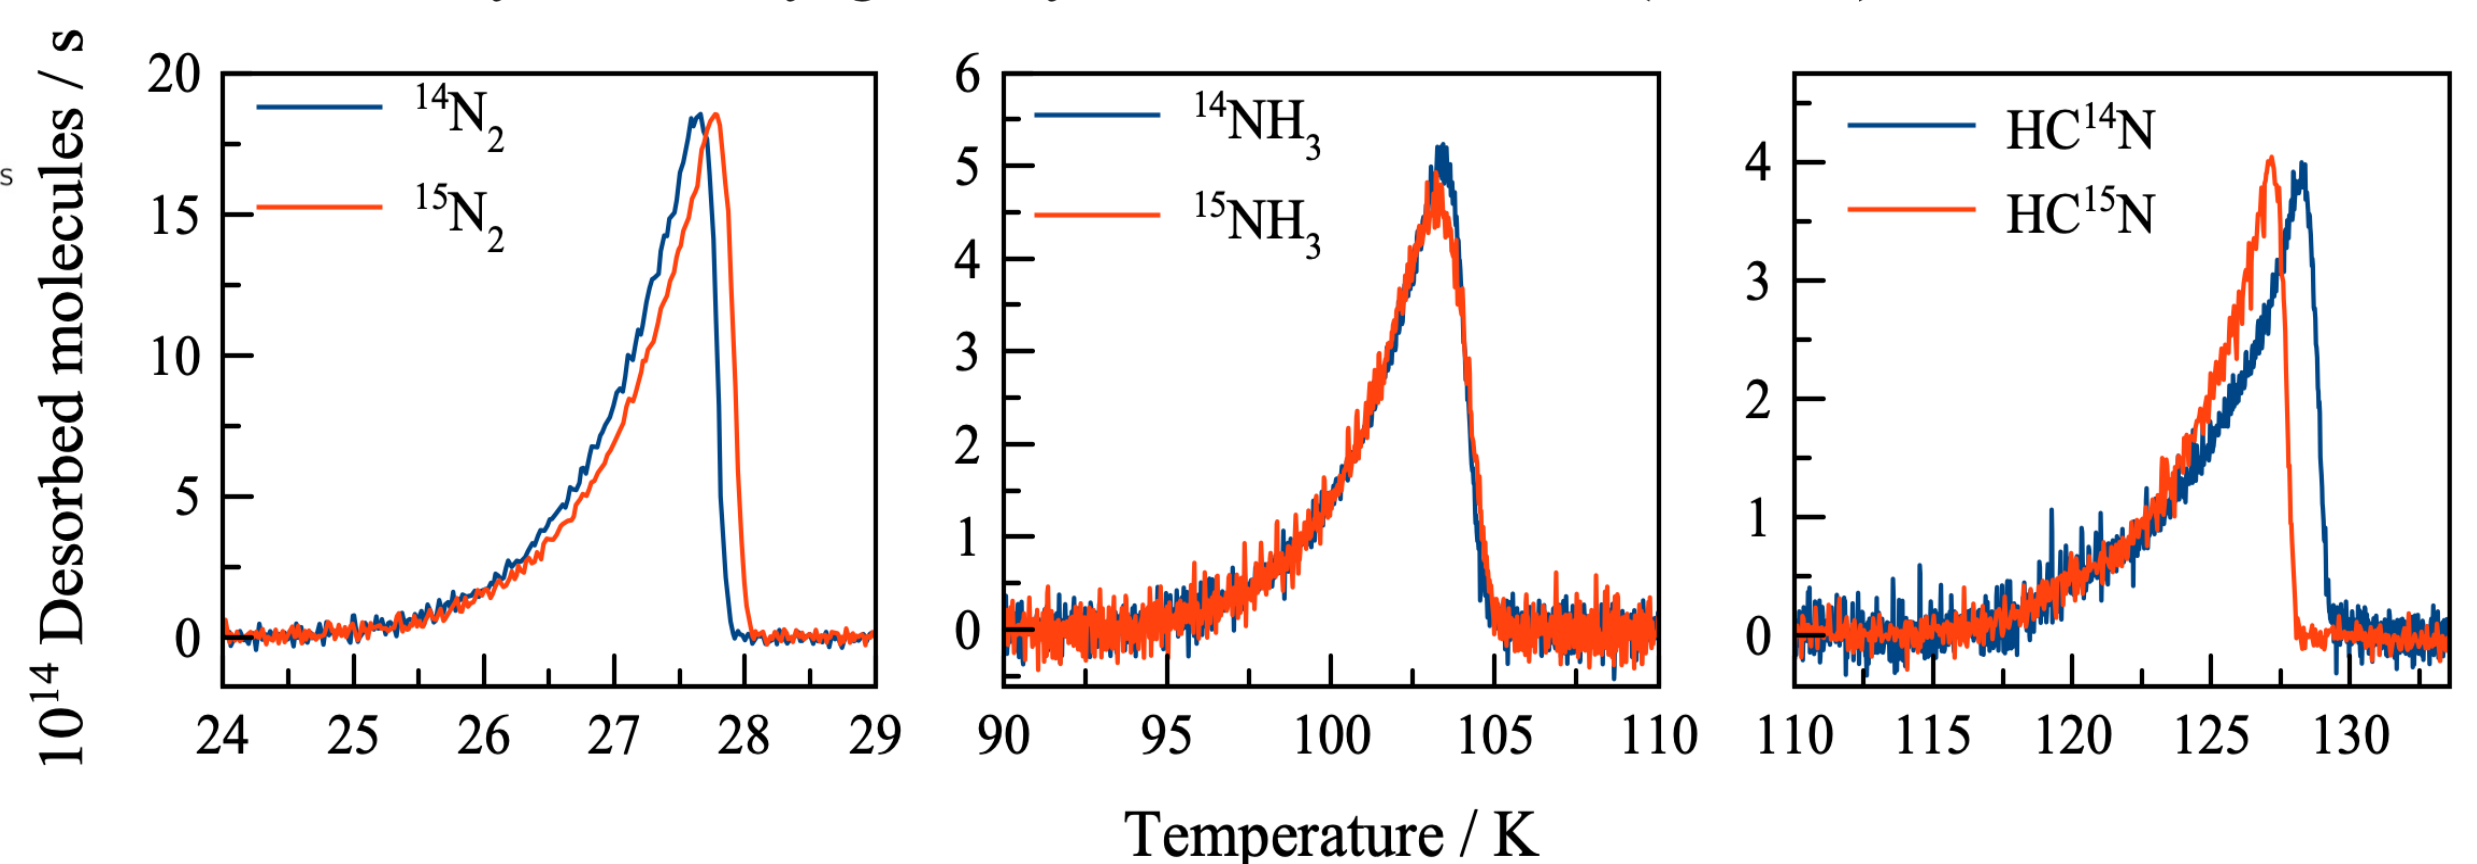 10¹⁴ Desorbed molecules / s
s
20
15
10
5
0
¹⁴N₂
¹⁵N₂
24 25 26 27 28 29
6
5
4
3
2
1
0
¹⁴NH₃
¹⁵NH₃
90 95 100 105 110
4
3
2
1
0
HC¹⁴N
HC¹⁵N
110 115 120 125 130
Temperature / K